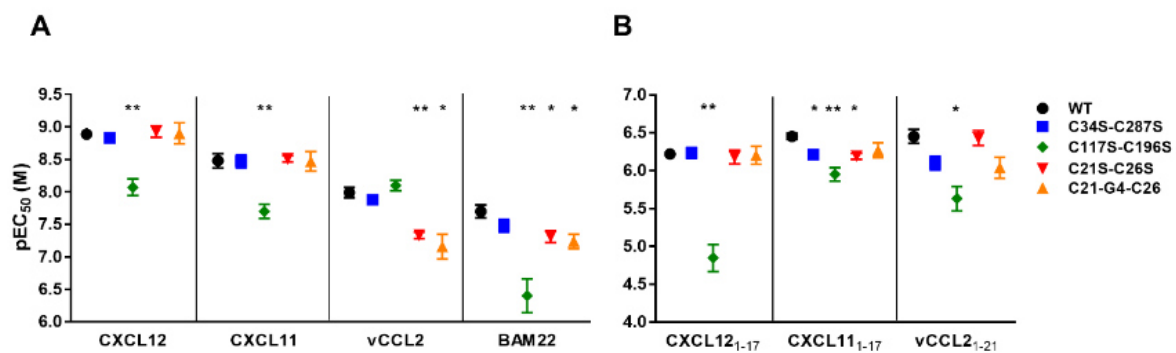 A
B
pEC50 (M)
9.5
9.0
8.5
8.0
7.5
7.0
6.5
6.0
** ** ** * ** * *
CXCL12 CXCL11 vCCL2 BAM22
7.0
6.5
6.0
5.5
5.0
4.5
4.0
** * ** * *
CXCL121-17 CXCL111-17 vCCL21-21
WT
C34S-C287S
C117S-C196S
C21S-C26S
C21-G4-C26